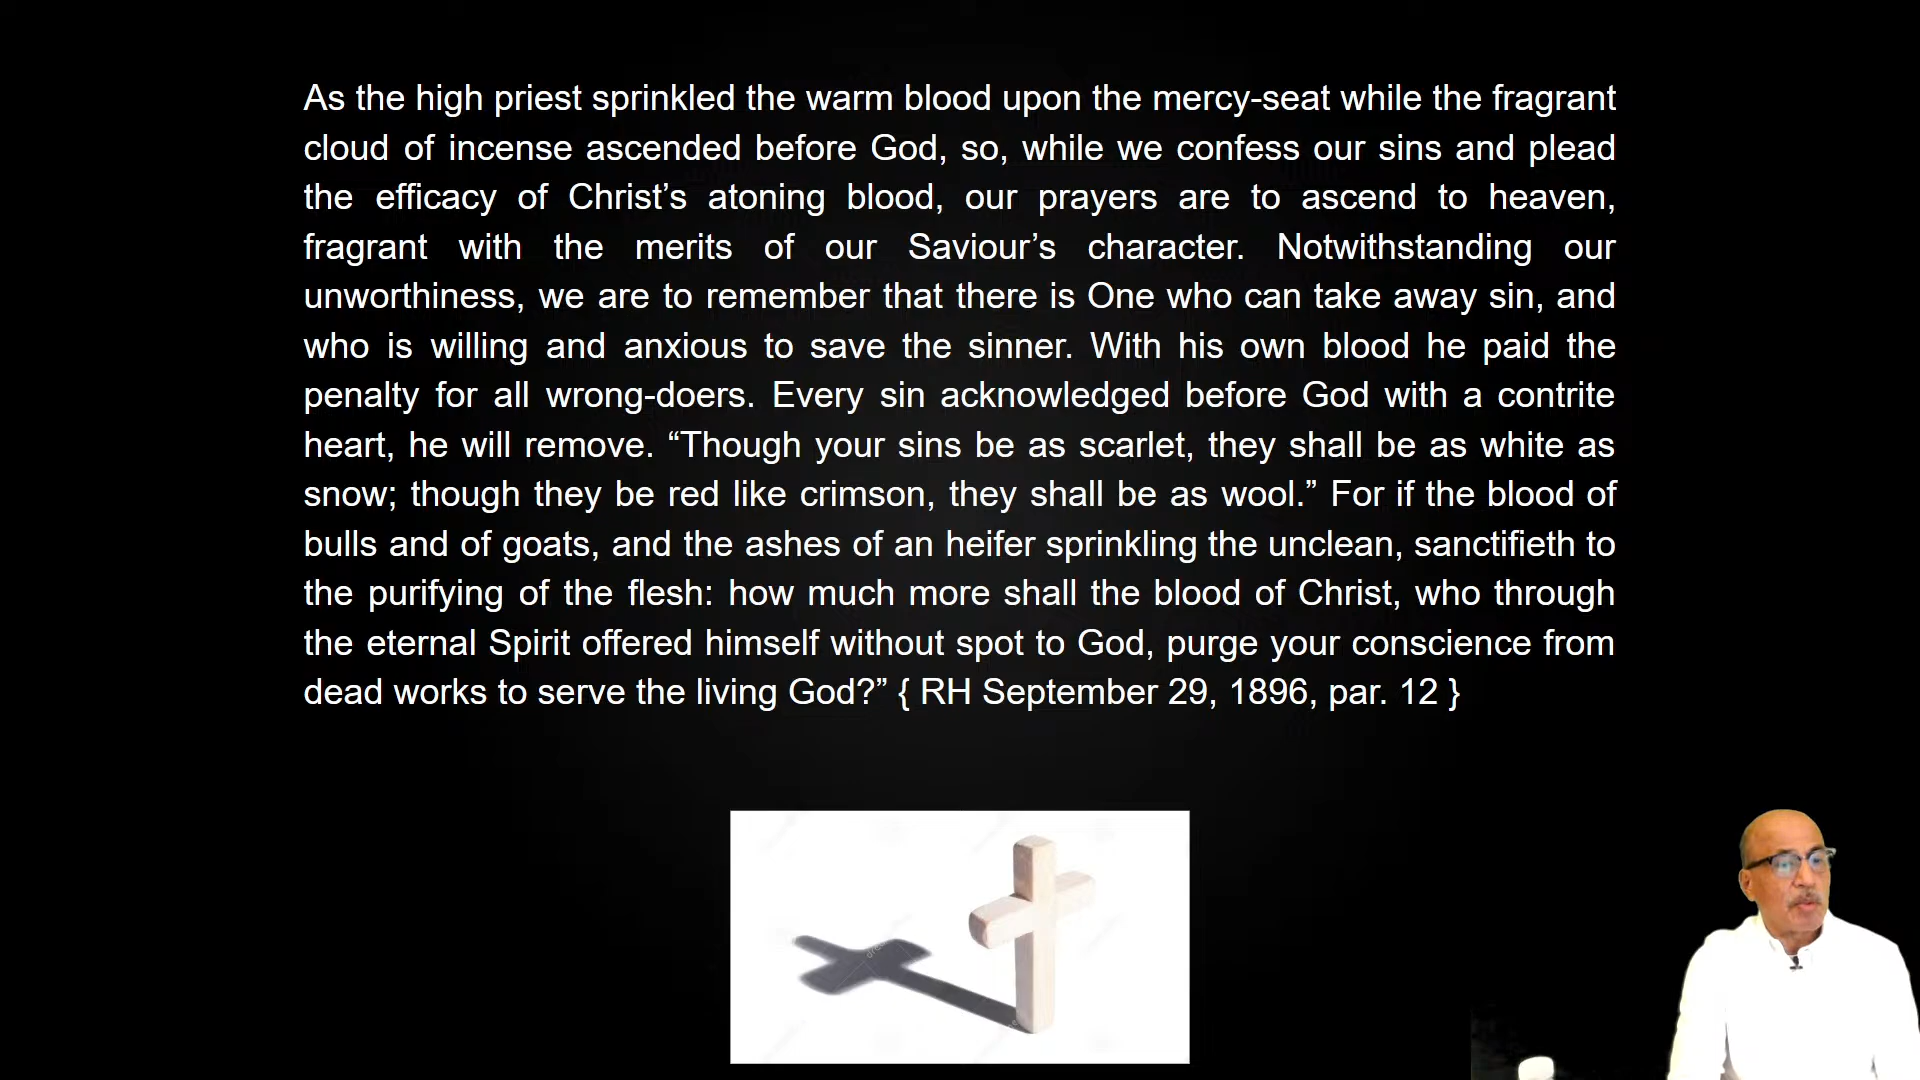 As the high priest sprinkled the warm blood upon the mercy-seat while the fragrant
cloud of incense ascended before God, so, while we confess our sins and plead
the efficacy of Christ’s atoning blood, our prayers are to ascend to heaven,
fragrant with the merits of our Saviour’s character. Notwithstanding our
unworthiness, we are to remember that there is One who can take away sin, and
who is willing and anxious to save the sinner. With his own blood he paid the
penalty for all wrong-doers. Every sin acknowledged before God with a contrite
heart, he will remove. “Though your sins be as scarlet, they shall be as white as
snow; though they be red like crimson, they shall be as wool.” For if the blood of
bulls and of goats, and the ashes of an heifer sprinkling the unclean, sanctifieth to
the purifying of the flesh: how much more shall the blood of Christ, who through
the eternal Spirit offered himself without spot to God, purge your conscience from
dead works to serve the living God?” { RH September 29, 1896, par. 12 }